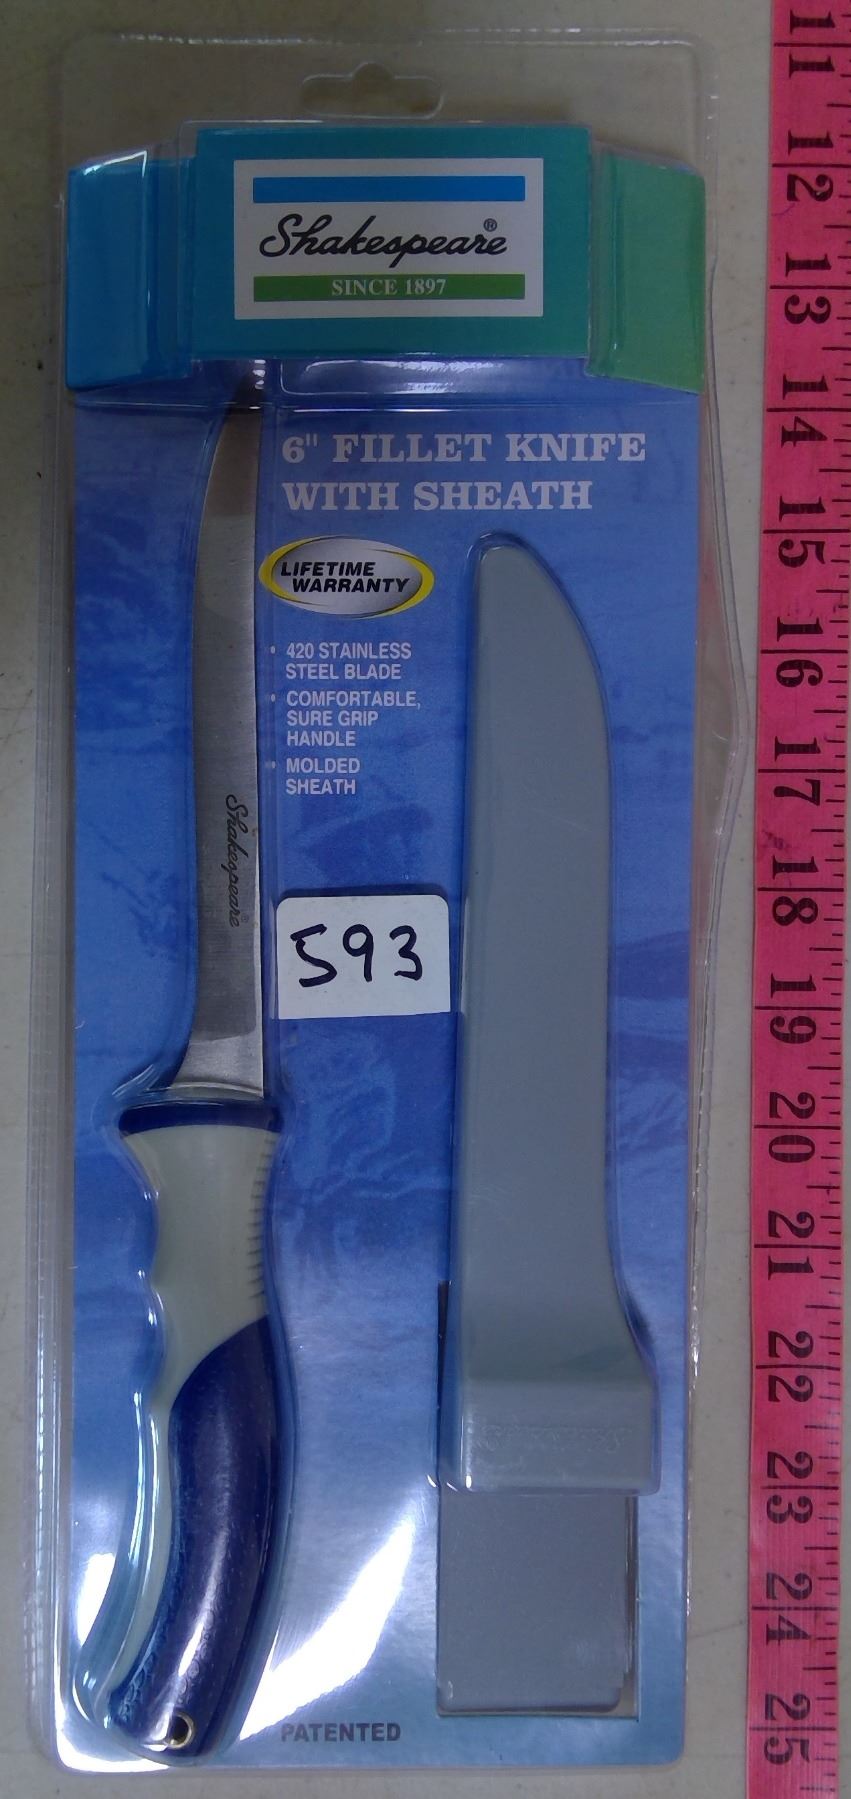 Shakespeare®
SINCE 1897
6" FILLET KNIFE
WITH SHEATH
LIFETIME
WARRANTY
• 420 STAINLESS
STEEL BLADE
• COMFORTABLE,
SURE GRIP
HANDLE
• MOLDED
SHEATH
Shakespeare®
593
PATENTED
11
12
13
14
15
16
17
18
19
20
21
22
23
24
25